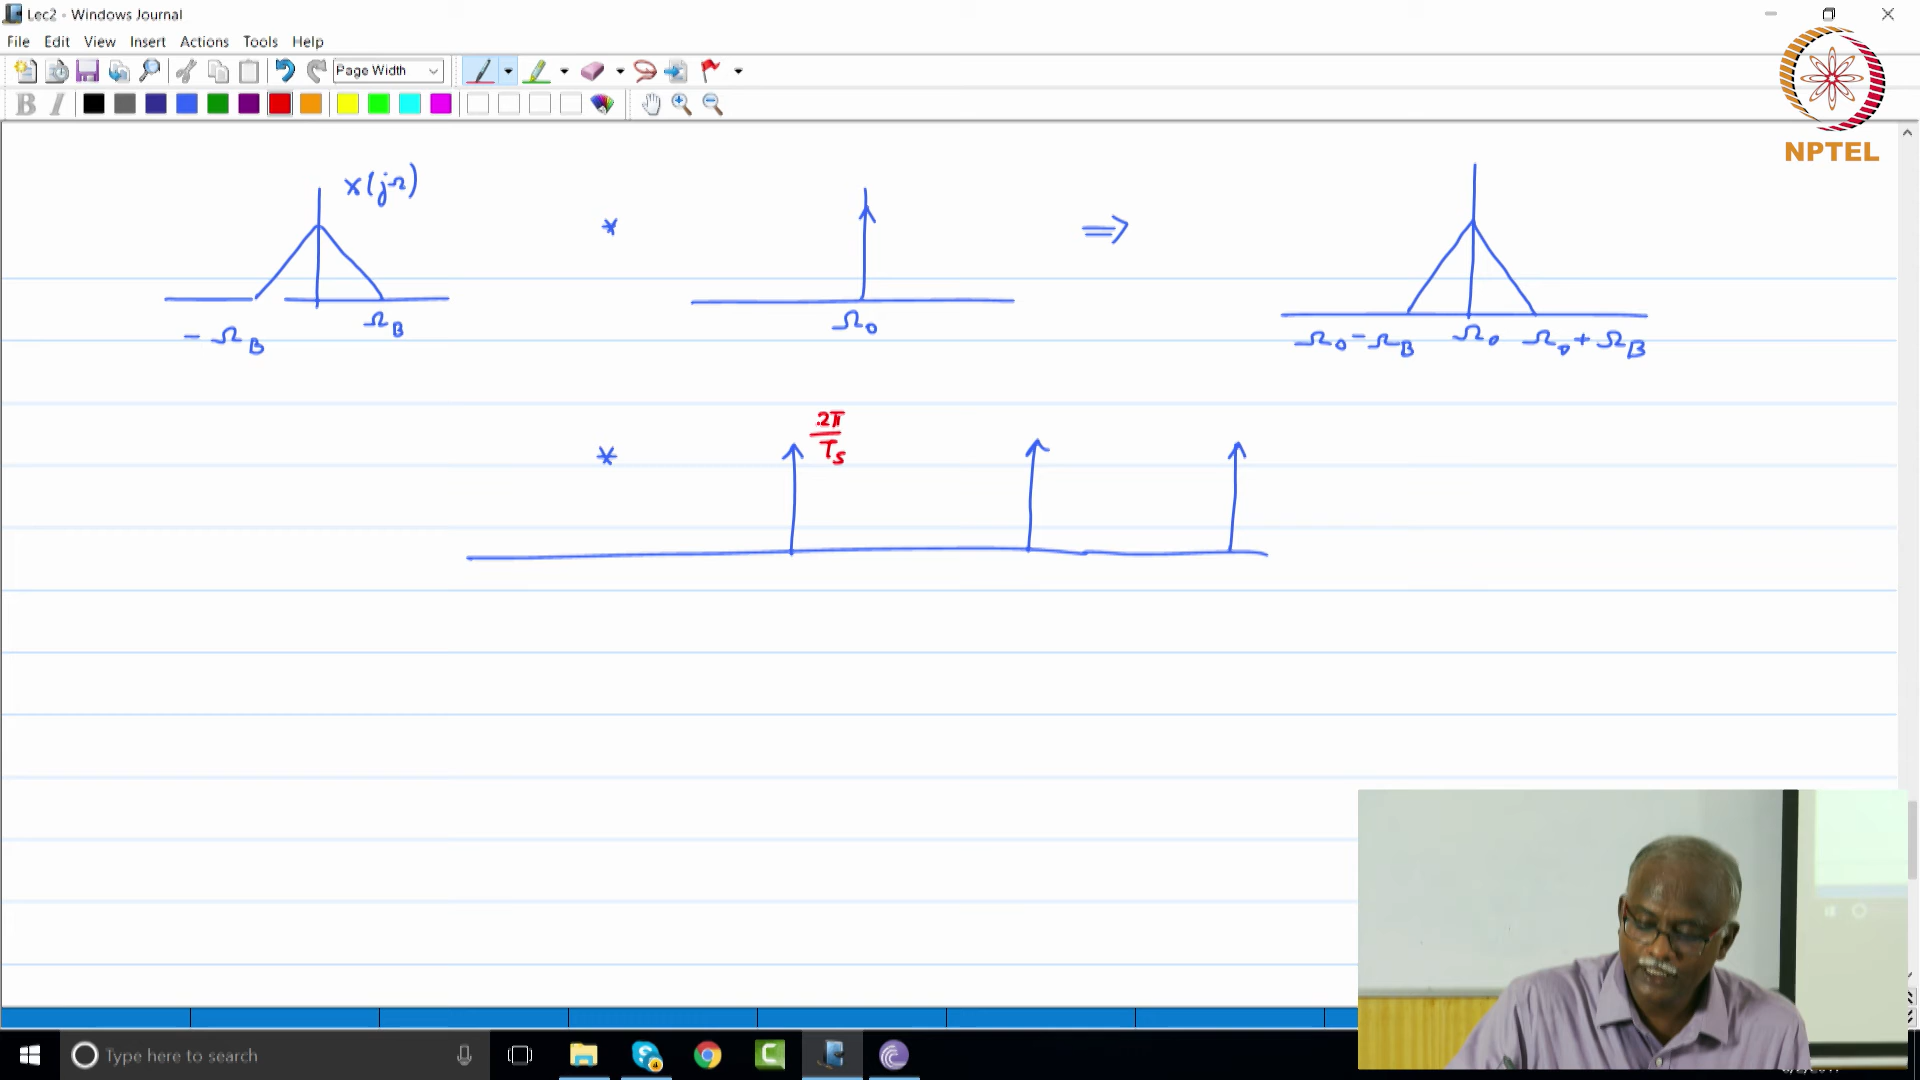 Lec2 - Windows Journal
File Edit View Insert Actions Tools Help
Page Width
B I
NPTEL
X(jΩ)
* ⇒
-Ω_B Ω_B Ω_0 Ω_0-Ω_B Ω_0 Ω_0+Ω_B
* 2π/T_s
Type here to search